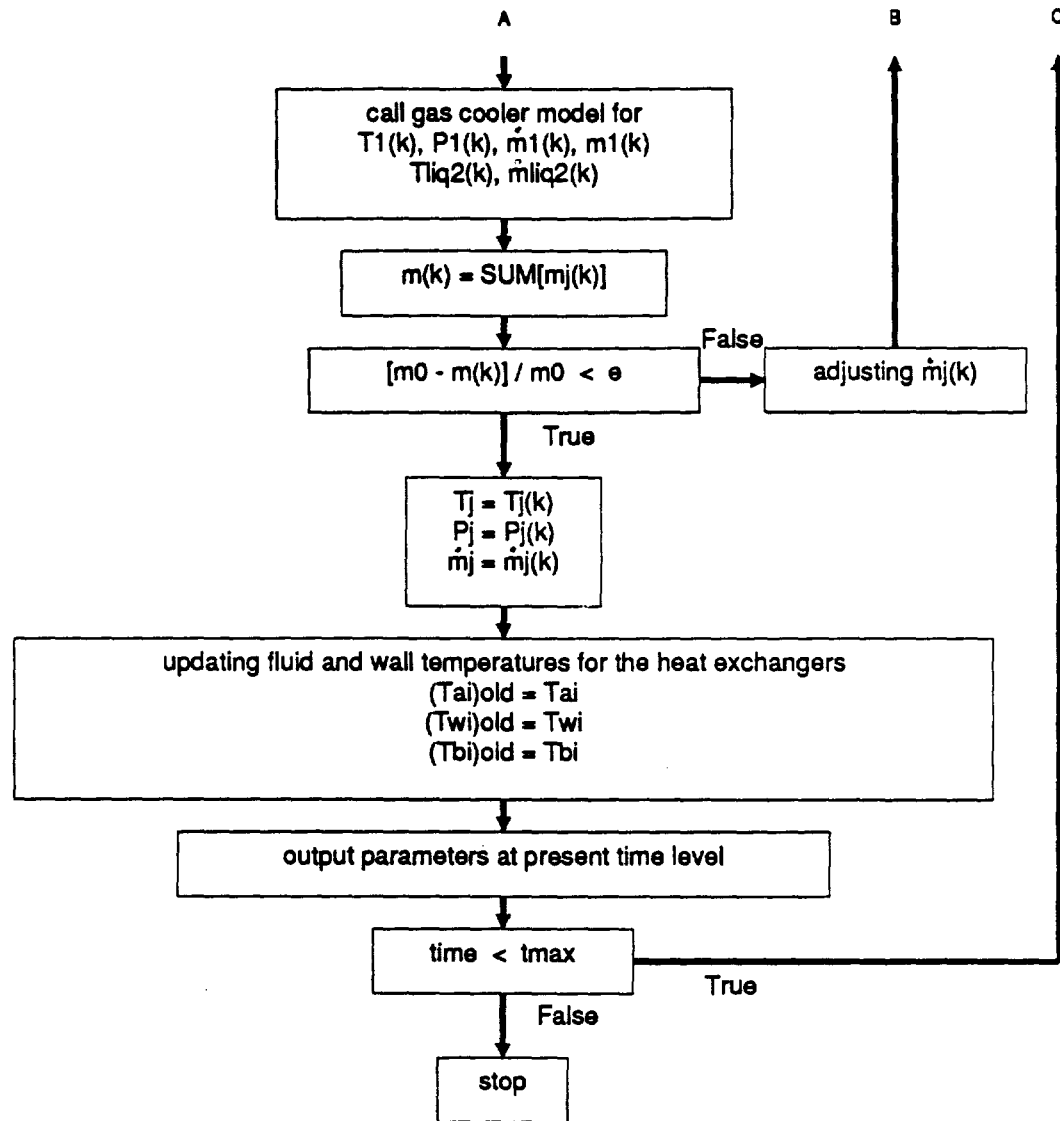 A
B
C
call gas cooler model for
T1(k), P1(k), ṁ1(k), m1(k)
Tliq2(k), ṁliq2(k)
m(k) = SUM[mj(k)]
False
[m0 - m(k)] / m0 < e
adjusting ṁj(k)
True
Tj = Tj(k)
Pj = Pj(k)
ṁj = ṁj(k)
updating fluid and wall temperatures for the heat exchangers
(Tai)old = Tai
(Twi)old = Twi
(Tbi)old = Tbi
output parameters at present time level
time < tmax
True
False
stop